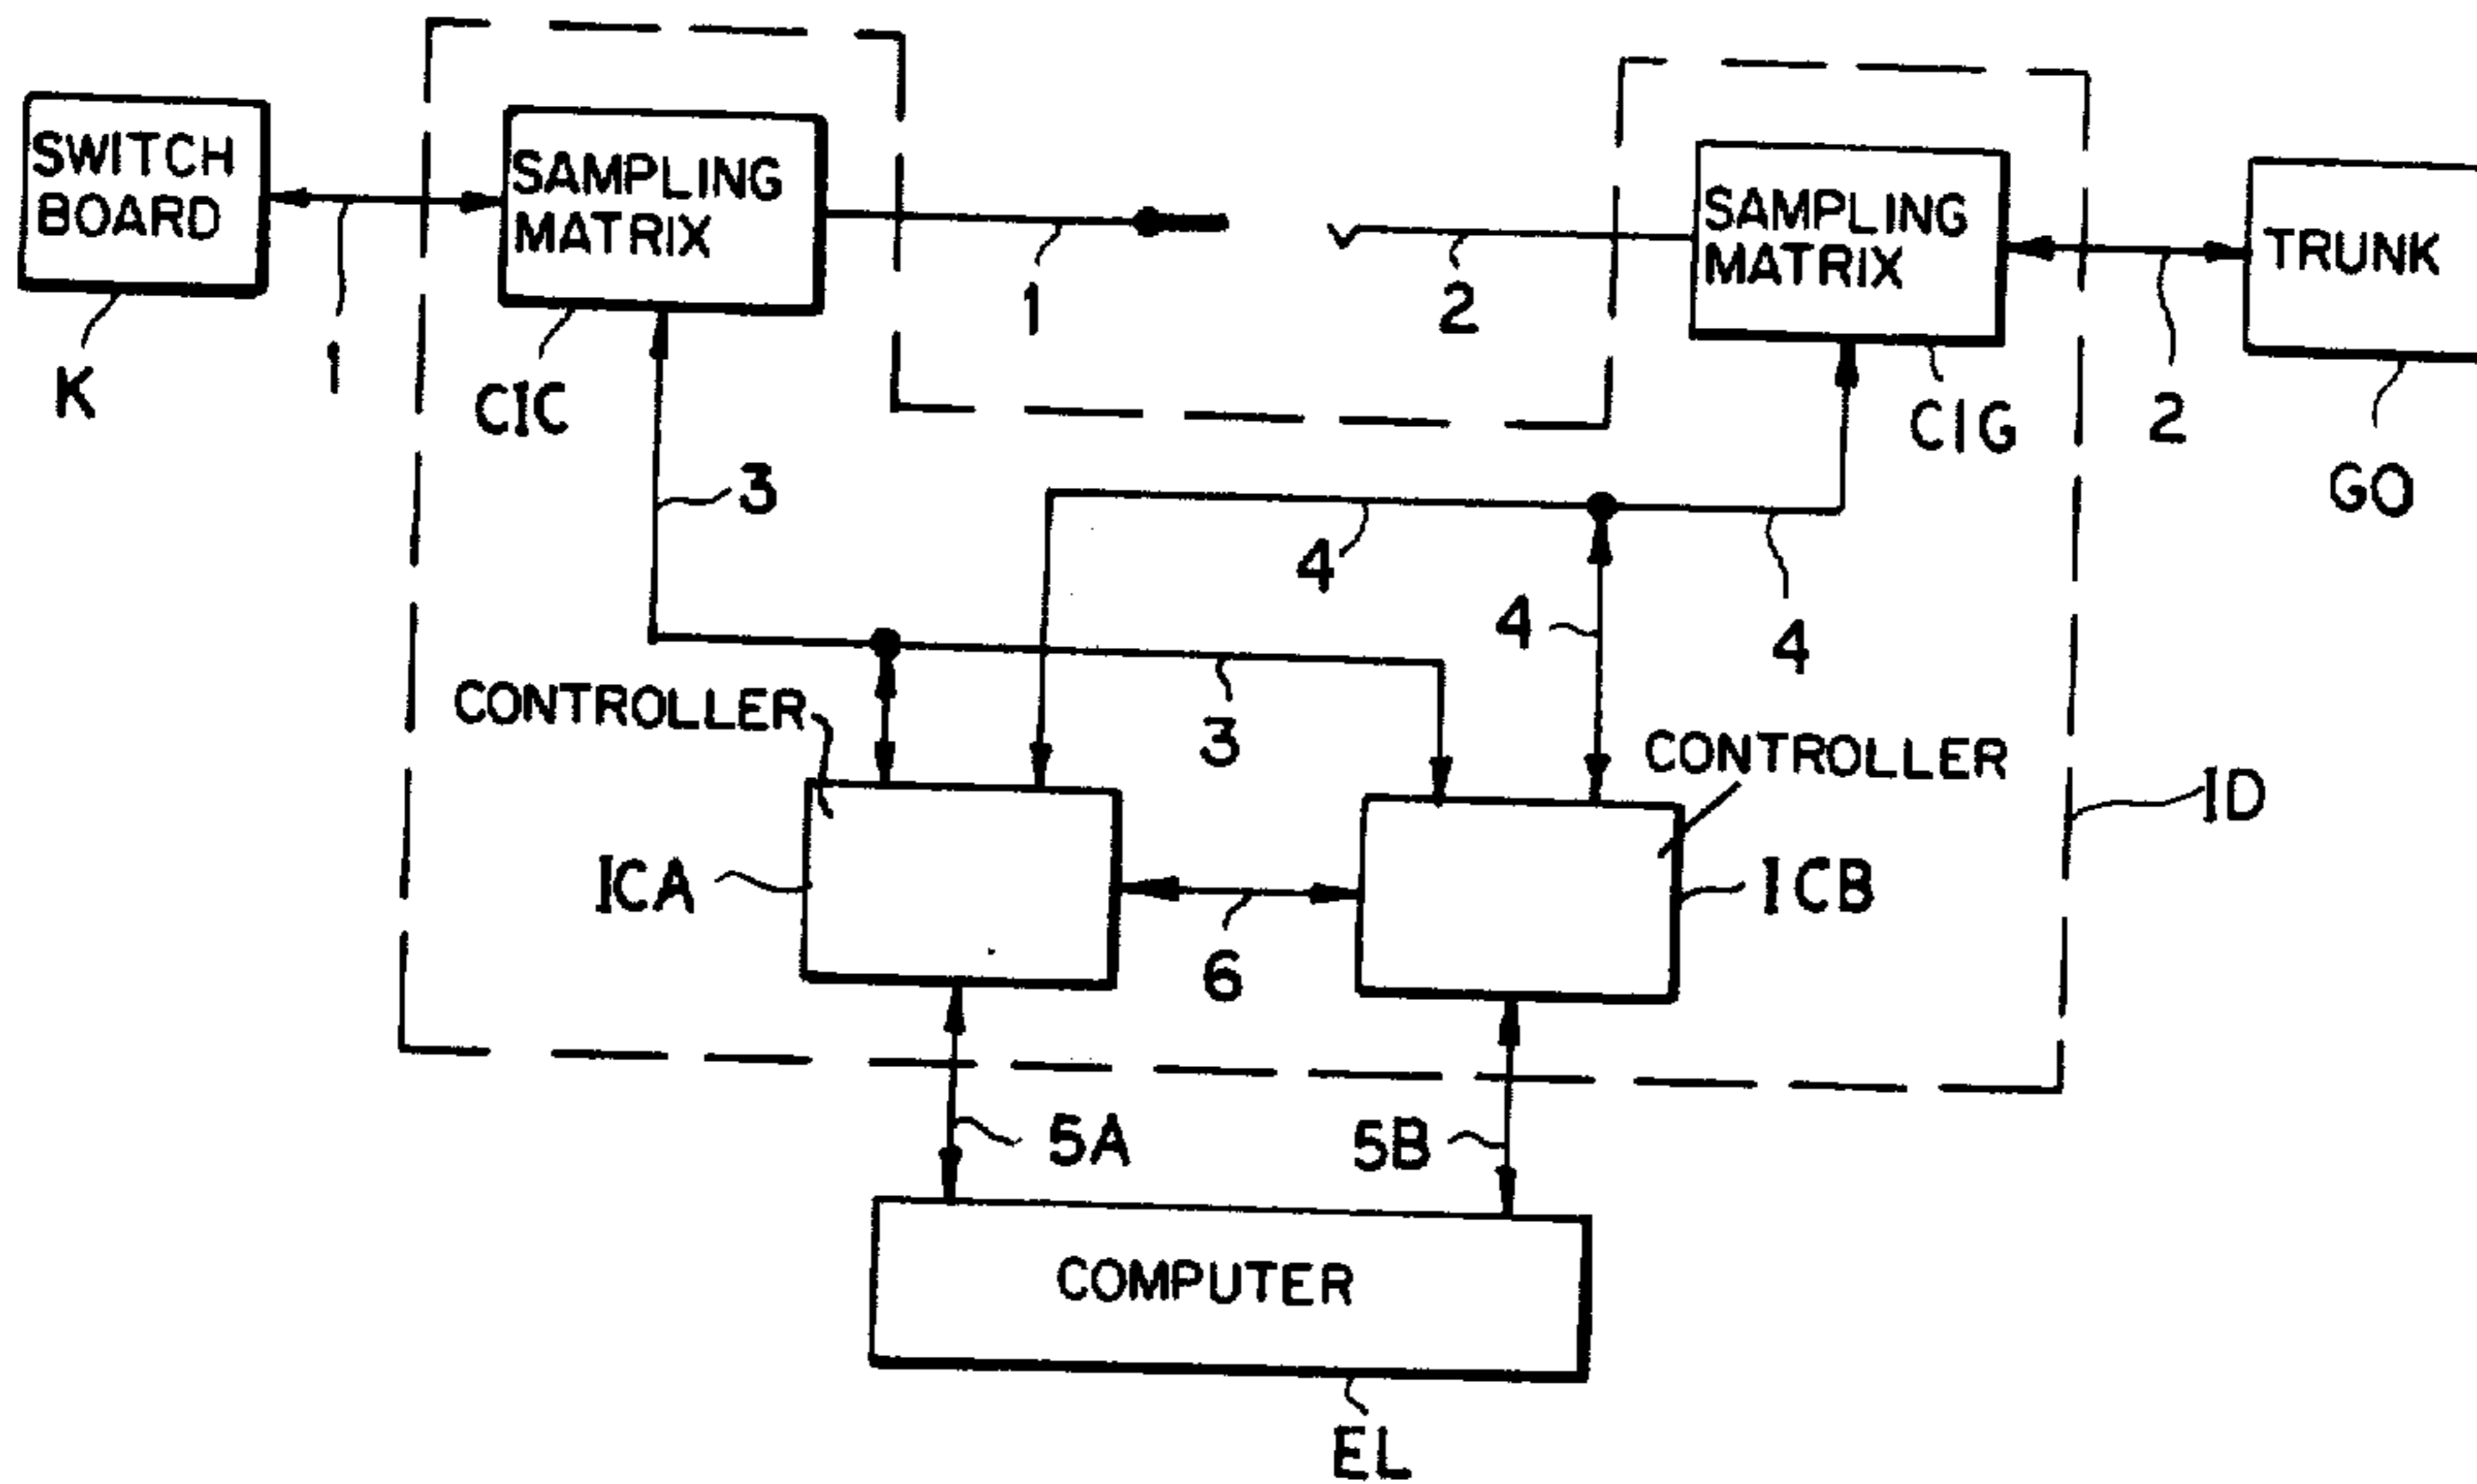 SWITCH
BOARD
SAMPLING
MATRIX
SAMPLING
MATRIX
TRUNK
1
1
2
2
K
CIC
CIG
GO
3
4
4
4
3
CONTROLLER
CONTROLLER
ID
ICA
ICB
6
5A
5B
COMPUTER
EL